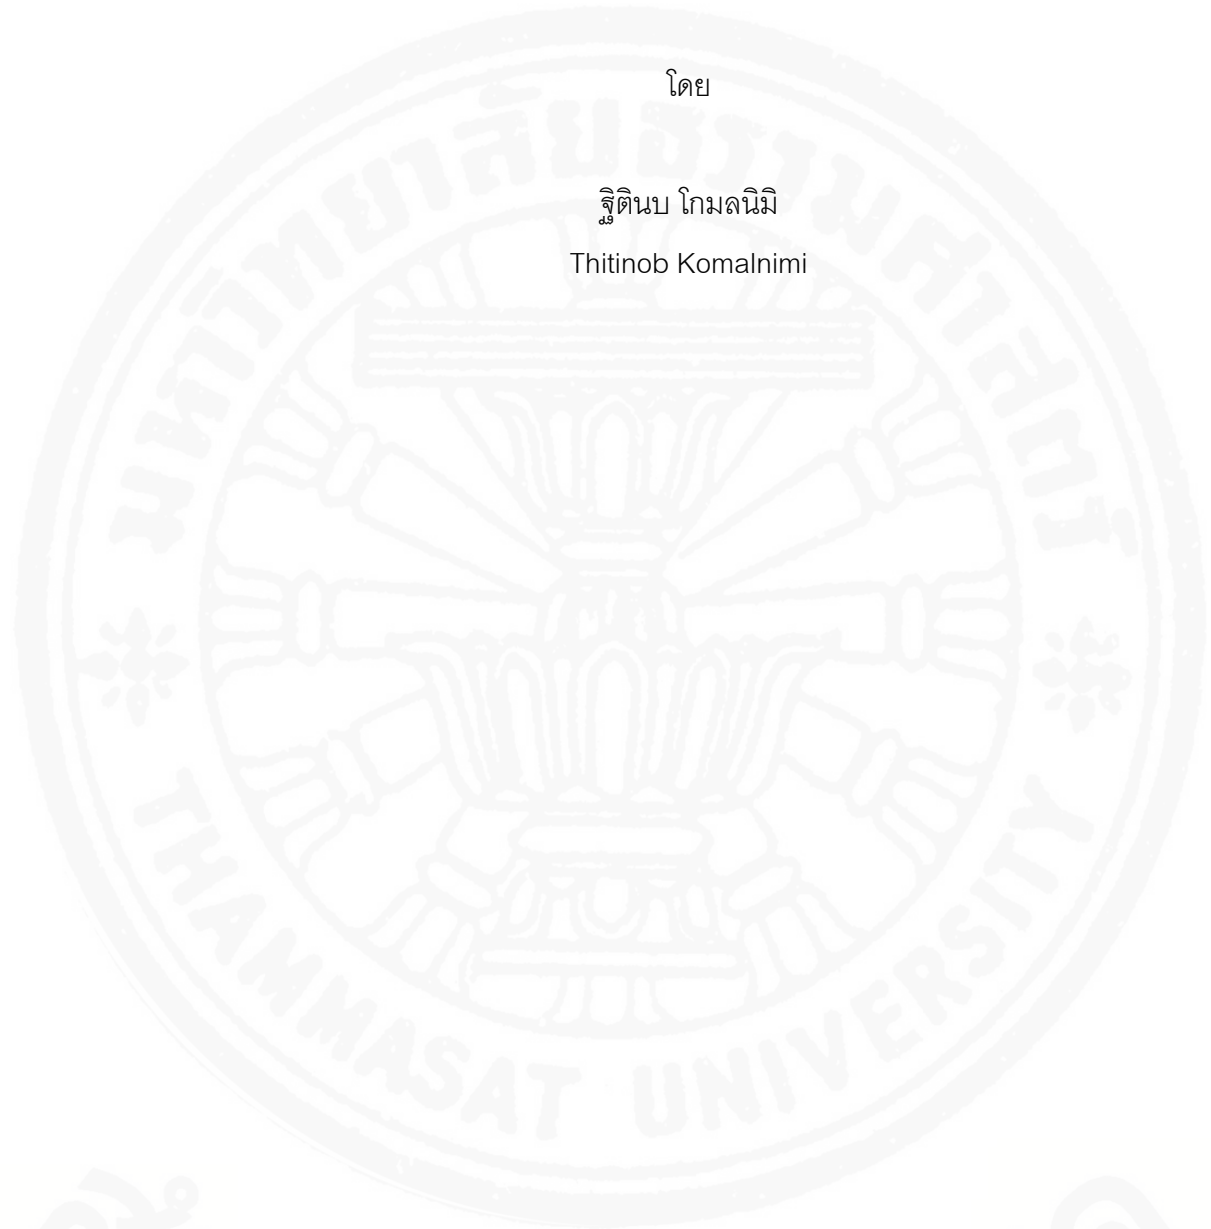 โดย
ฐิตินบ โกมลนิมิ
Thitinob Komalnimi
มหาวิทยาลัยธรรมศาสตร์
THAMMASAT UNIVERSITY